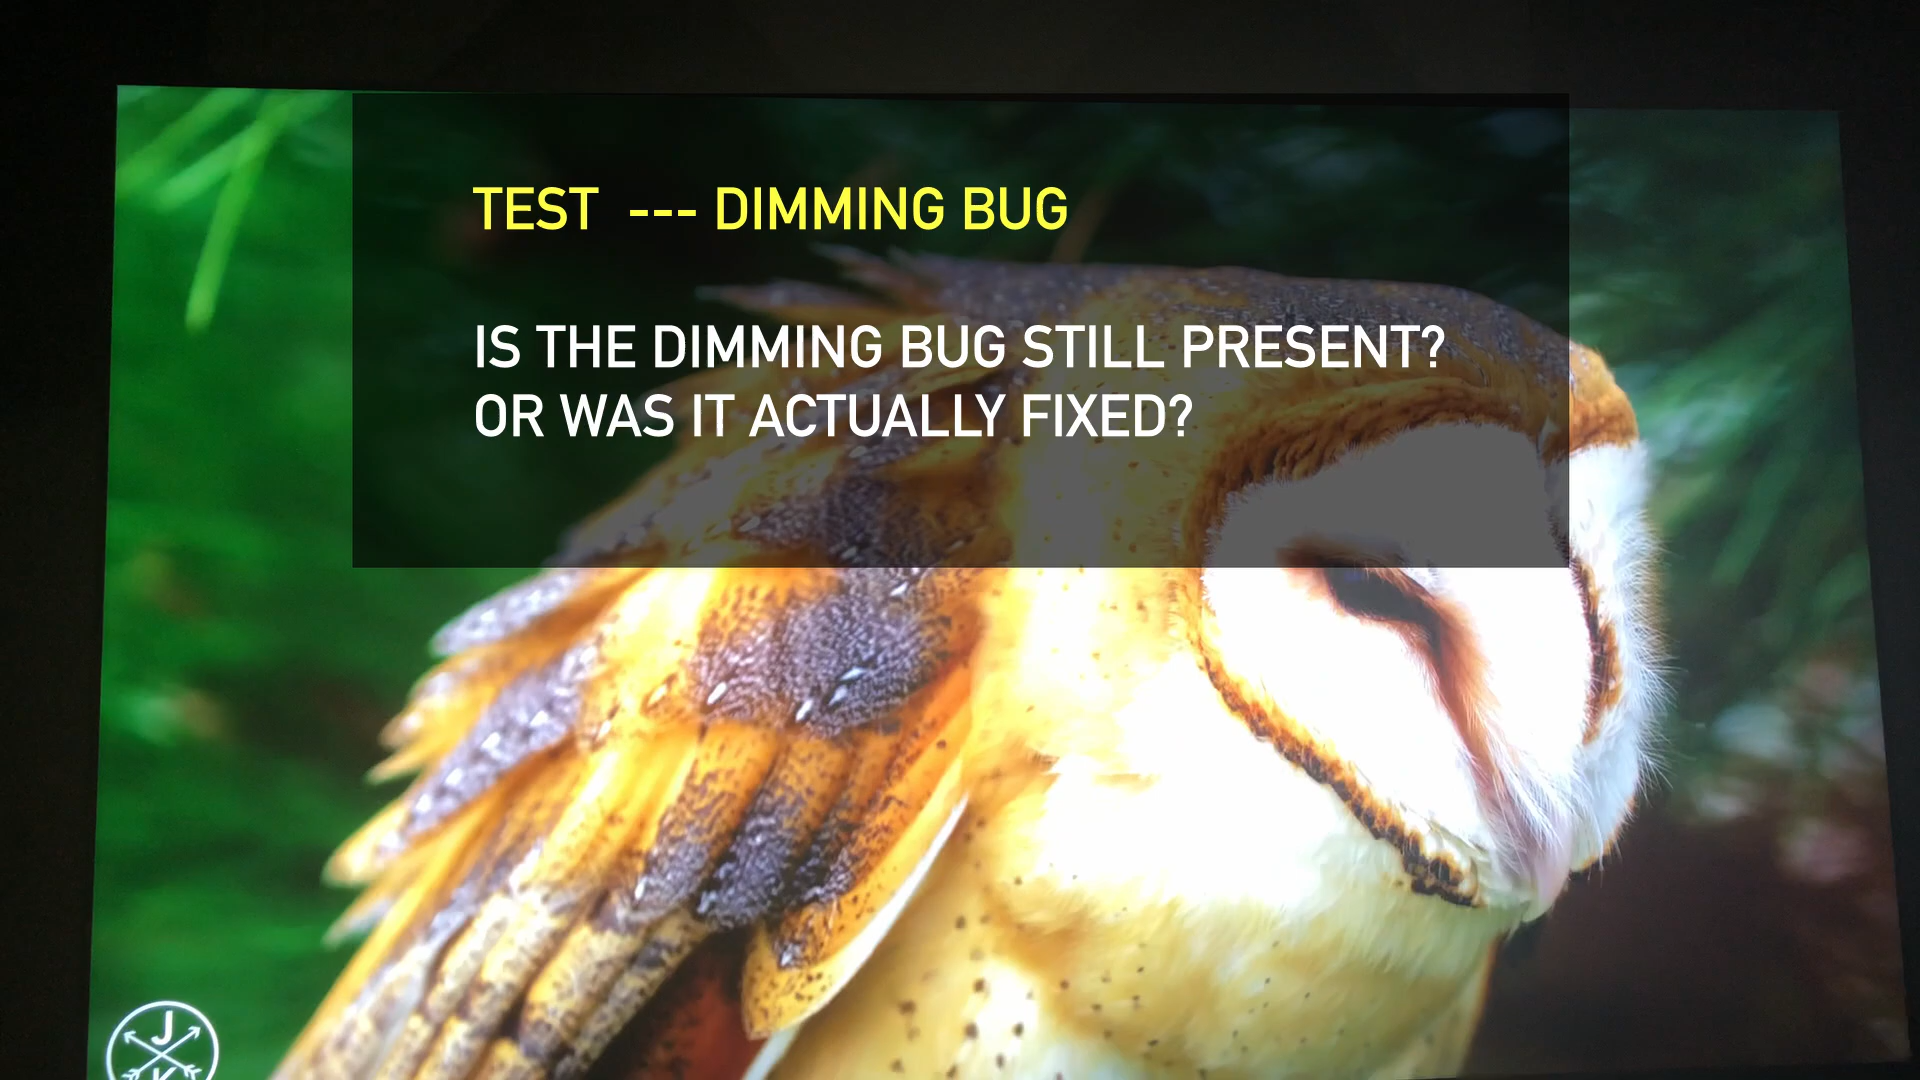 TEST --- DIMMING BUG
IS THE DIMMING BUG STILL PRESENT?
OR WAS IT ACTUALLY FIXED?
J
K